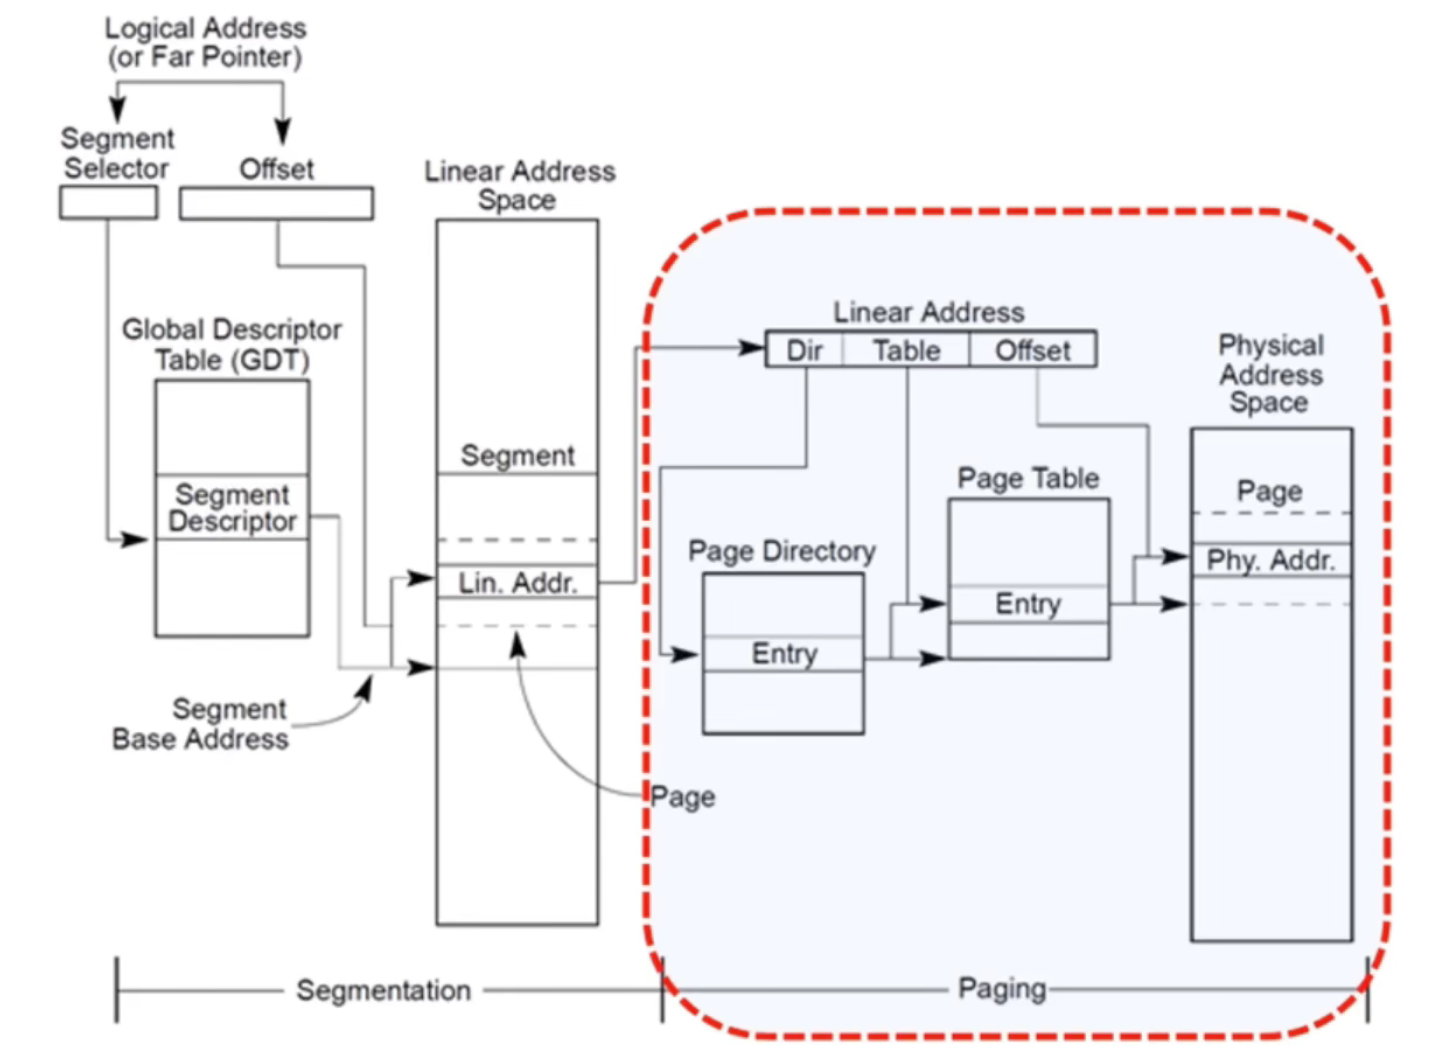 Logical Address
(or Far Pointer)
Segment
Selector
Offset
Linear Address
Space
Global Descriptor
Table (GDT)
Segment
Descriptor
Segment
Lin. Addr.
Segment
Base Address
Page
Linear Address
Dir
Table
Offset
Physical
Address
Space
Page Table
Page
Page Directory
Phy. Addr.
Entry
Entry
Segmentation
Paging